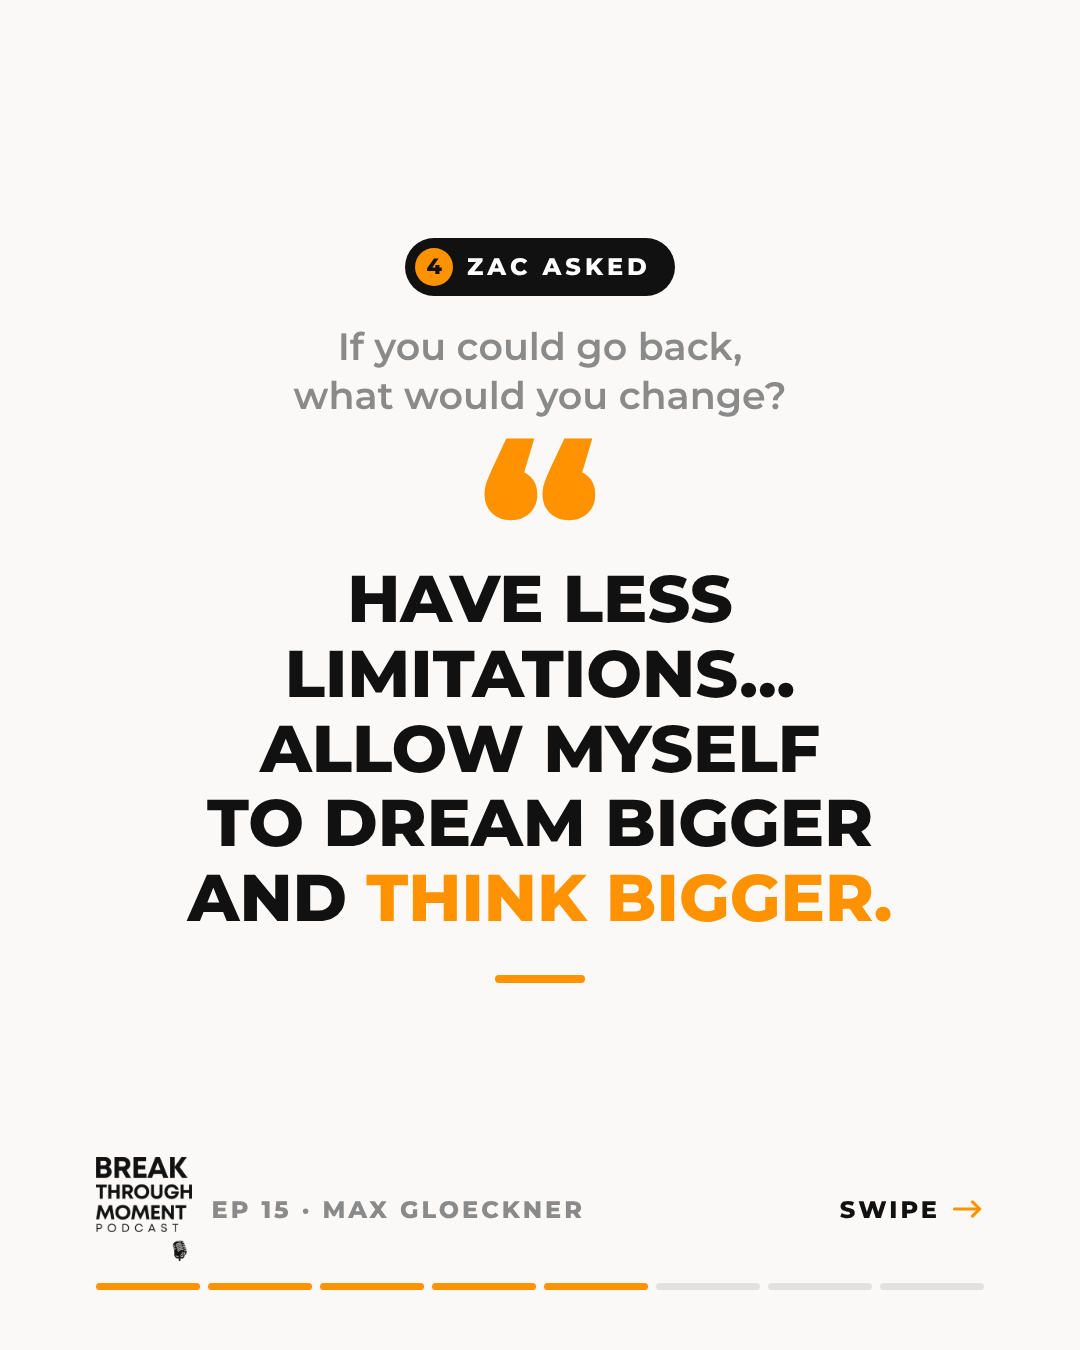 4 ZAC ASKED
If you could go back,
what would you change?
“
HAVE LESS
LIMITATIONS...
ALLOW MYSELF
TO DREAM BIGGER
AND THINK BIGGER.
BREAK
THROUGH
MOMENT
PODCAST
EP 15 · MAX GLOECKNER
SWIPE →